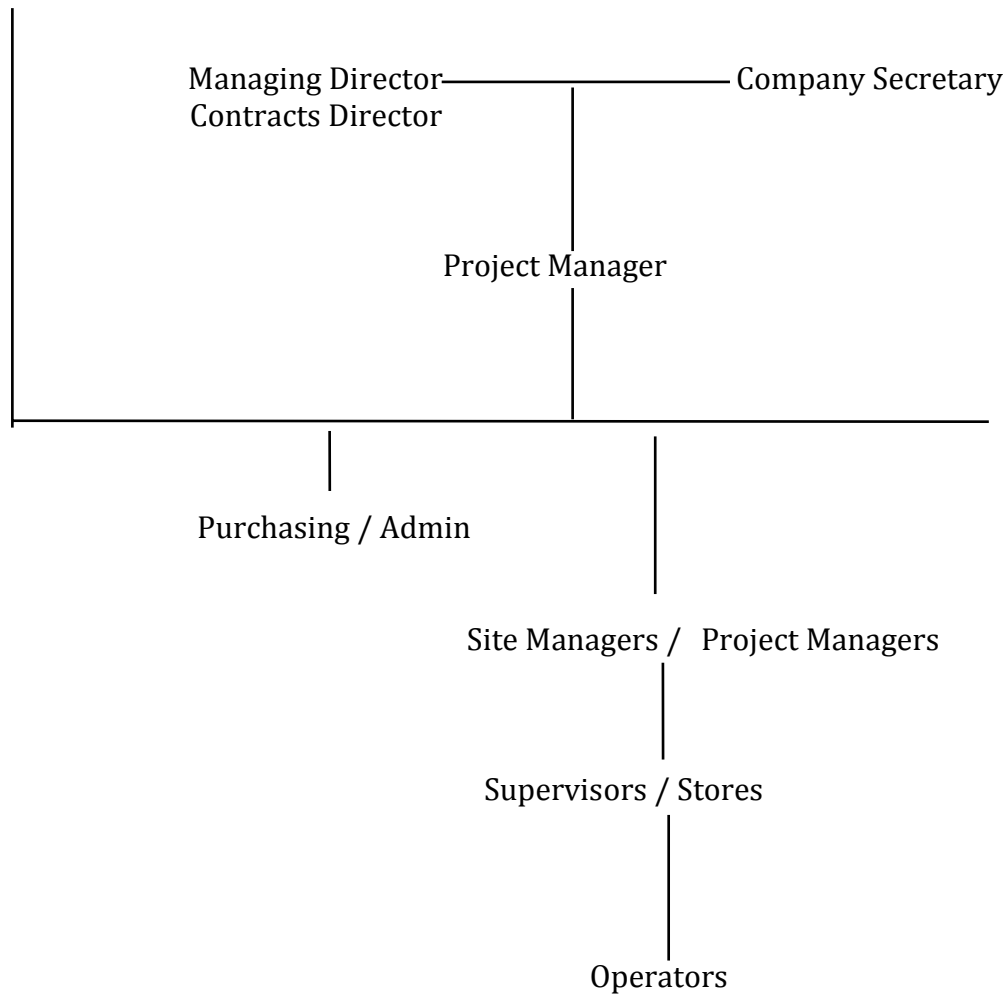 Managing Director Company Secretary
Contracts Director
Project Manager
Purchasing / Admin
Site Managers / Project Managers
Supervisors / Stores
Operators